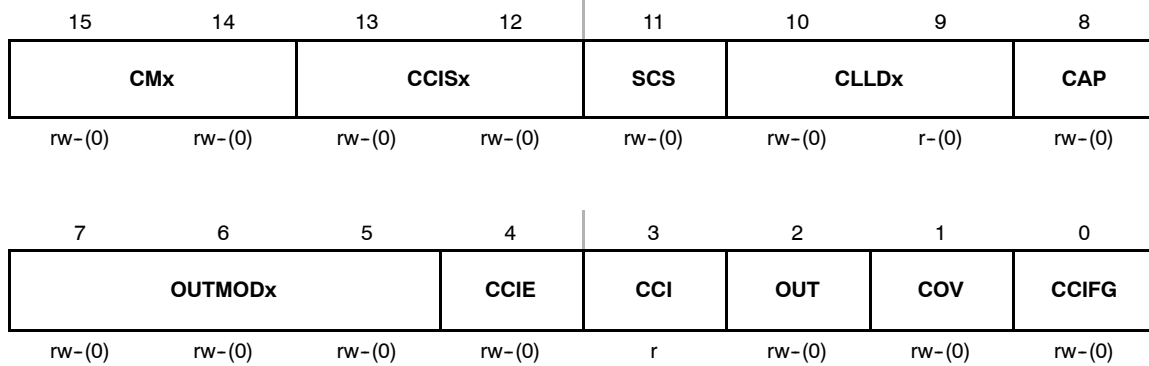 15 14 13 12 11 10 9 8
CMx CCISx SCS CLLDx CAP
rw-(0) rw-(0) rw-(0) rw-(0) rw-(0) rw-(0) r-(0) rw-(0)
7 6 5 4 3 2 1 0
OUTMODx CCIE CCI OUT COV CCIFG
rw-(0) rw-(0) rw-(0) rw-(0) r rw-(0) rw-(0) rw-(0)